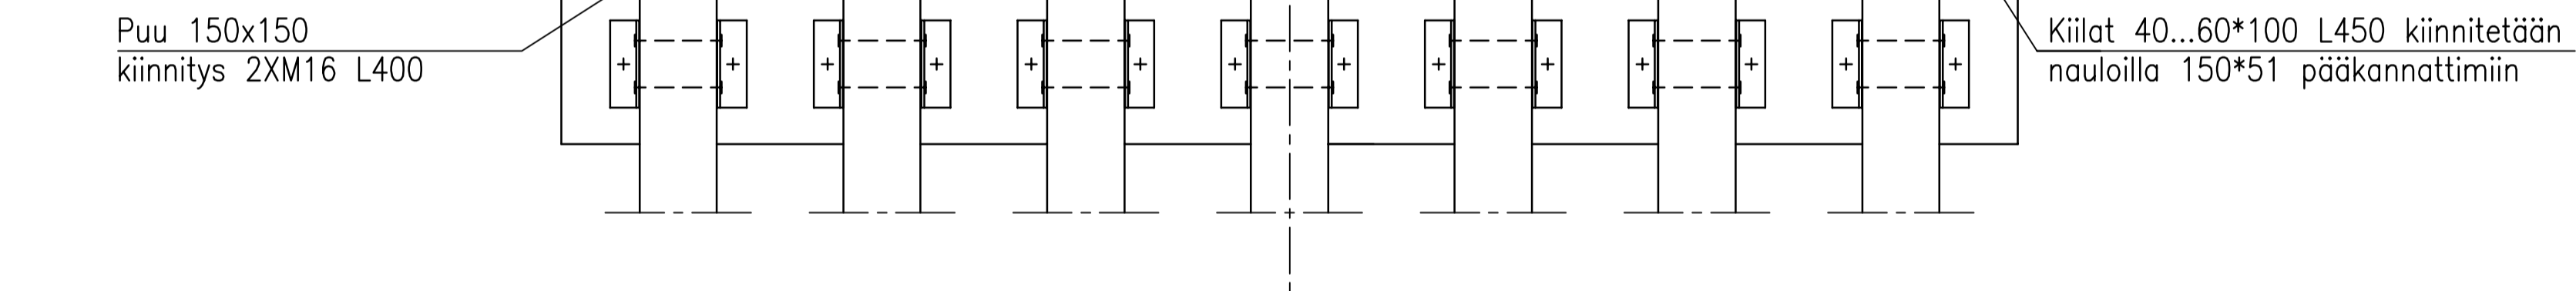 Puu 150x150
kiinnitys 2XM16 L400
Kiilat 40...60*100 L450 kiinnitetään
nauloilla 150*51 pääkannattimiin